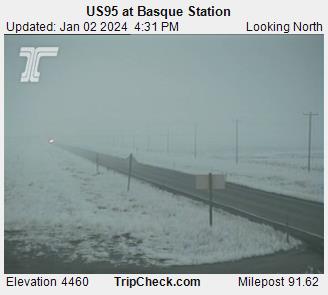 US95 at Basque Station
Updated: Jan 02 2024 4:31 PM Looking North
Elevation 4460 TripCheck.com Milepost 91.62